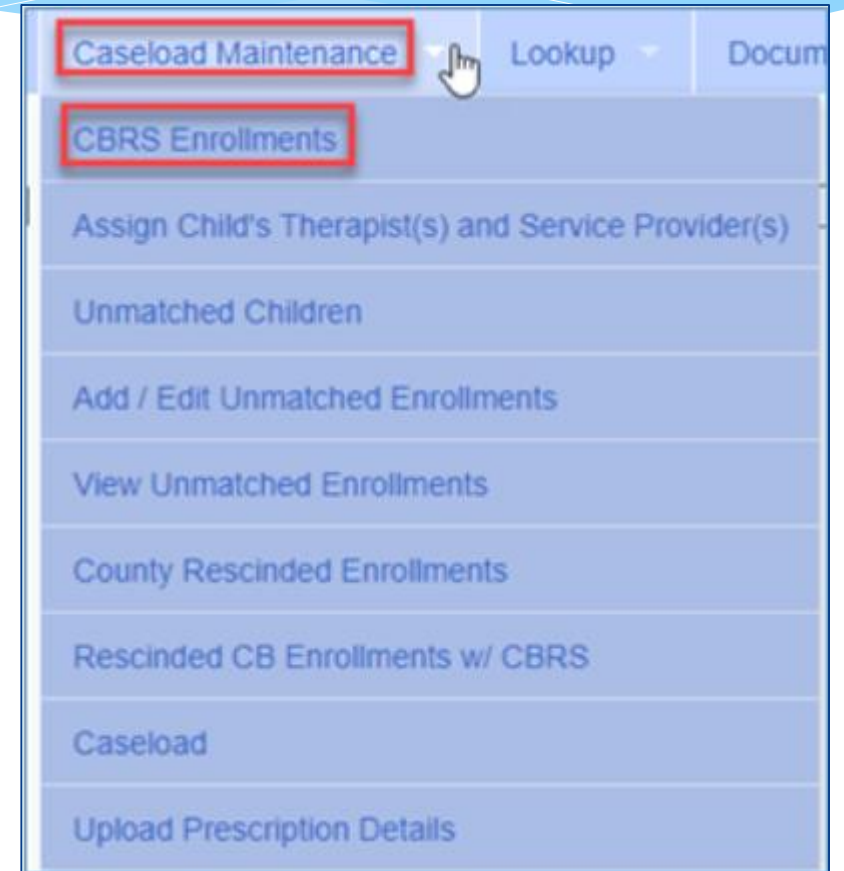 Caseload Maintenance Lookup Docum
CBRS Enrollments
Assign Child's Therapist(s) and Service Provider(s)
Unmatched Children
Add / Edit Unmatched Enrollments
View Unmatched Enrollments
County Rescinded Enrollments
Rescinded CB Enrollments w/ CBRS
Caseload
Upload Prescription Details